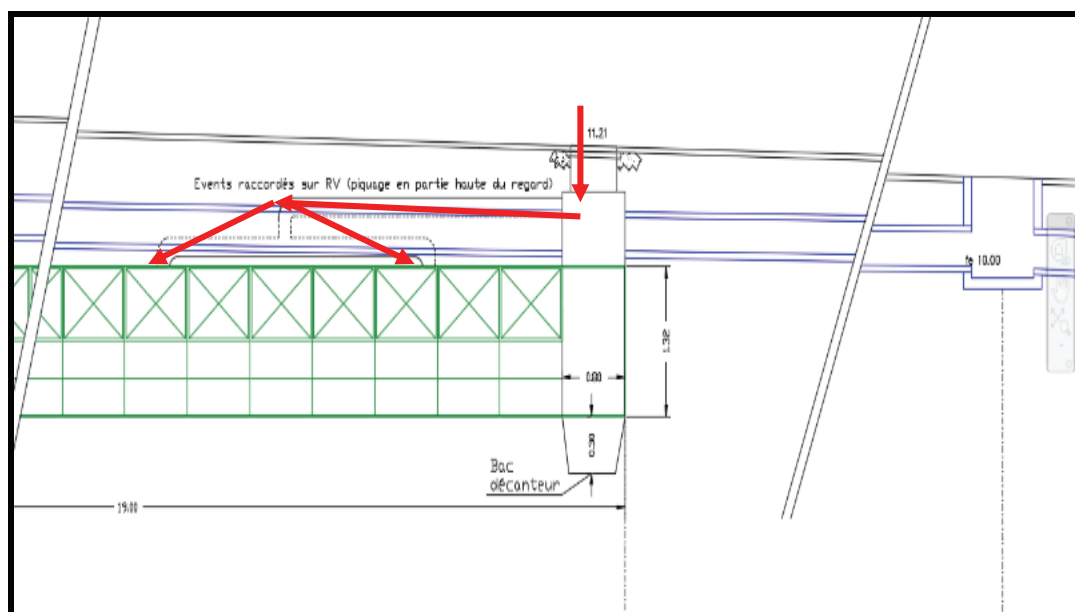 11.21
Events raccordés sur RV (piquage en partie haute du regard)
fe 10.00
1.32
0.80
0.30
Bac
décanteur
19.00